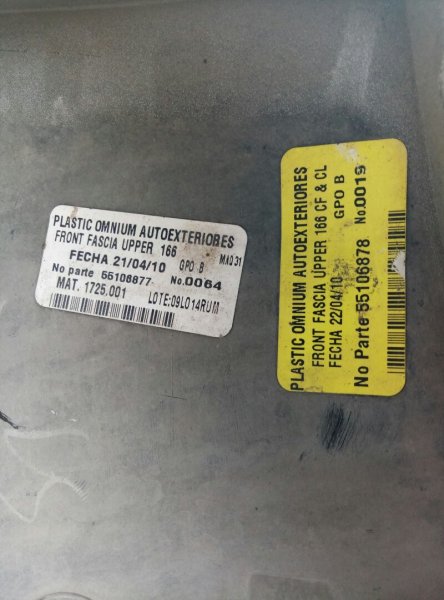 PLASTIC OMNIUM AUTOEXTERIORES
FRONT FASCIA UPPER 166 MAQ 31
FECHA 21/04/10 GPO B
No parte 55106877 No.0064
MAT. 1725.001 LOTE:09L014RUM
PLASTIC OMNIUM AUTOEXTERIORES
FRONT FASCIA UPPER 166 CF & CL
FECHA 22/04/10 GPO B
No Parte 55106878 No.0019